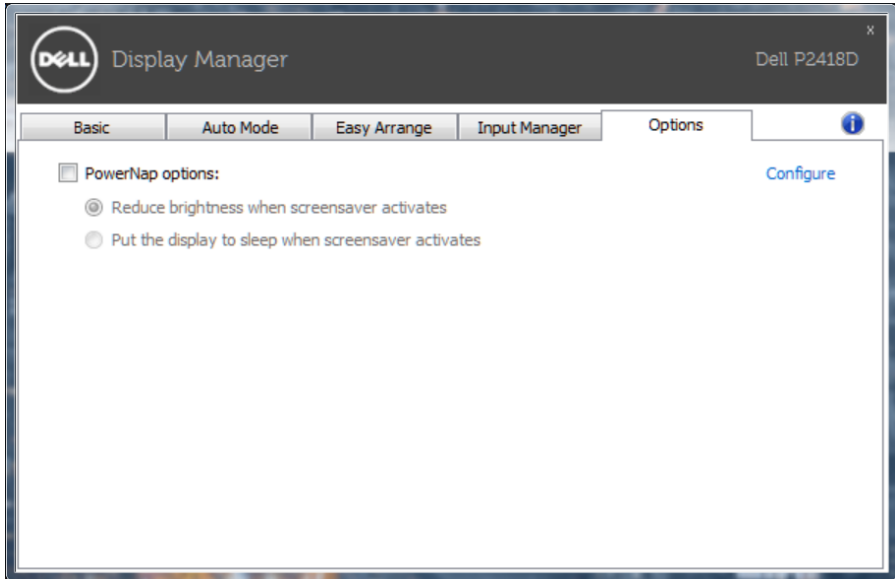 x
DELL Display Manager Dell P2418D
Basic Auto Mode Easy Arrange Input Manager Options i
PowerNap options: Configure
Reduce brightness when screensaver activates
Put the display to sleep when screensaver activates